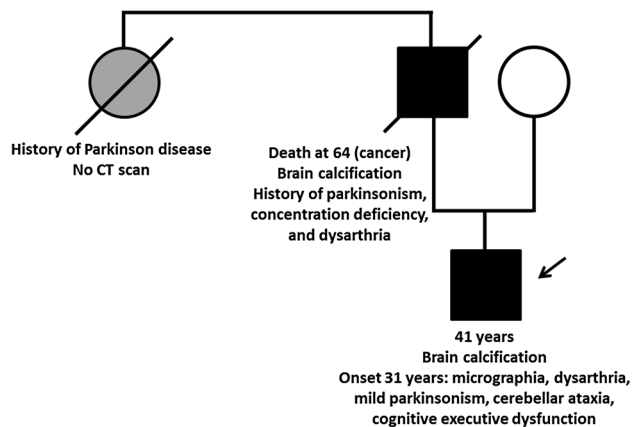 History of Parkinson disease
No CT scan
Death at 64 (cancer)
Brain calcification
History of parkinsonism,
concentration deficiency,
and dysarthria
41 years
Brain calcification
Onset 31 years: micrographia, dysarthria,
mild parkinsonism, cerebellar ataxia,
cognitive executive dysfunction